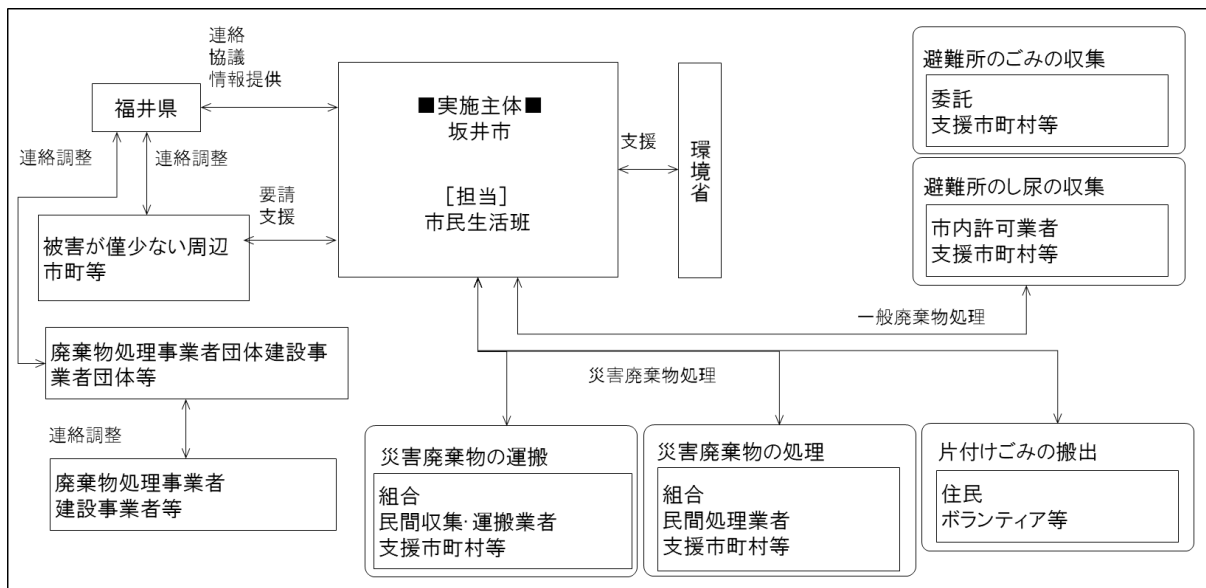 連絡
協議
情報提供
福井県
連絡調整
連絡調整
■実施主体■
坂井市
［担当］
市民生活班
支援
環境省
要請
支援
被害が僅少ない周辺
市町等
廃棄物処理事業者団体建設事
業者団体等
連絡調整
廃棄物処理事業者
建設事業者等
避難所のごみの収集
委託
支援市町村等
避難所のし尿の収集
市内許可業者
支援市町村等
一般廃棄物処理
災害廃棄物処理
災害廃棄物の運搬
組合
民間収集･運搬業者
支援市町村等
災害廃棄物の処理
組合
民間処理業者
支援市町村等
片付けごみの搬出
住民
ボランティア等